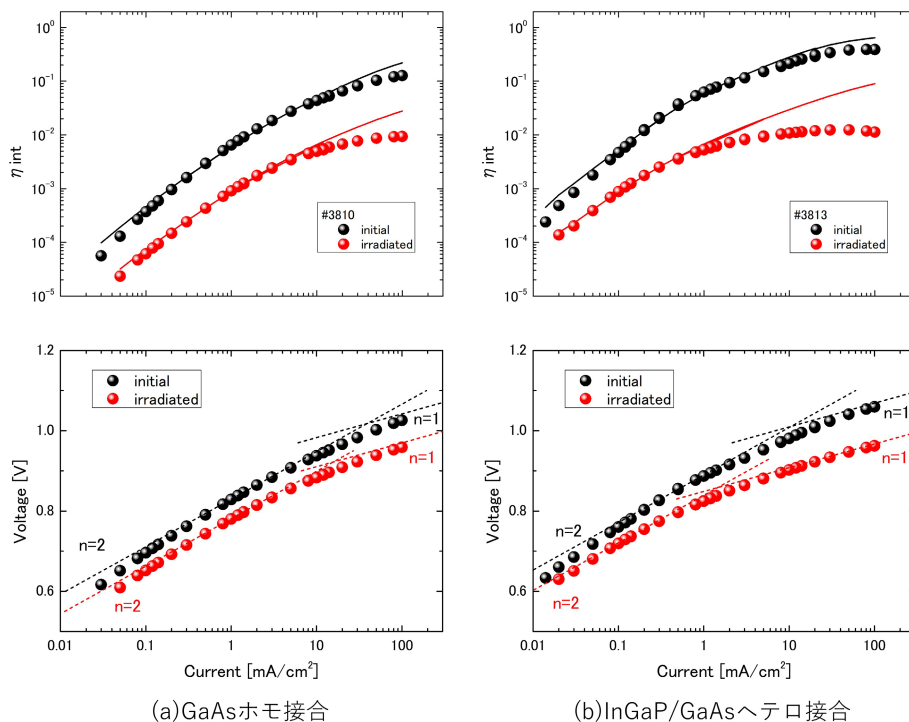 10⁰
10⁻¹
10⁻²
10⁻³
10⁻⁴
10⁻⁵
η int
#3810
initial
irradiated
10⁰
10⁻¹
10⁻²
10⁻³
10⁻⁴
10⁻⁵
η int
#3813
initial
irradiated
1.2
1.0
0.8
0.6
Voltage [V]
initial
irradiated
n=1
n=1
n=2
n=2
0.01 0.1 1 10 100
Current [mA/cm²]
1.2
1.0
0.8
0.6
Voltage [V]
initial
irradiated
n=1
n=1
n=2
n=2
0.01 0.1 1 10 100
Current [mA/cm²]
(a)GaAsホモ接合
(b)InGaP/GaAsヘテロ接合